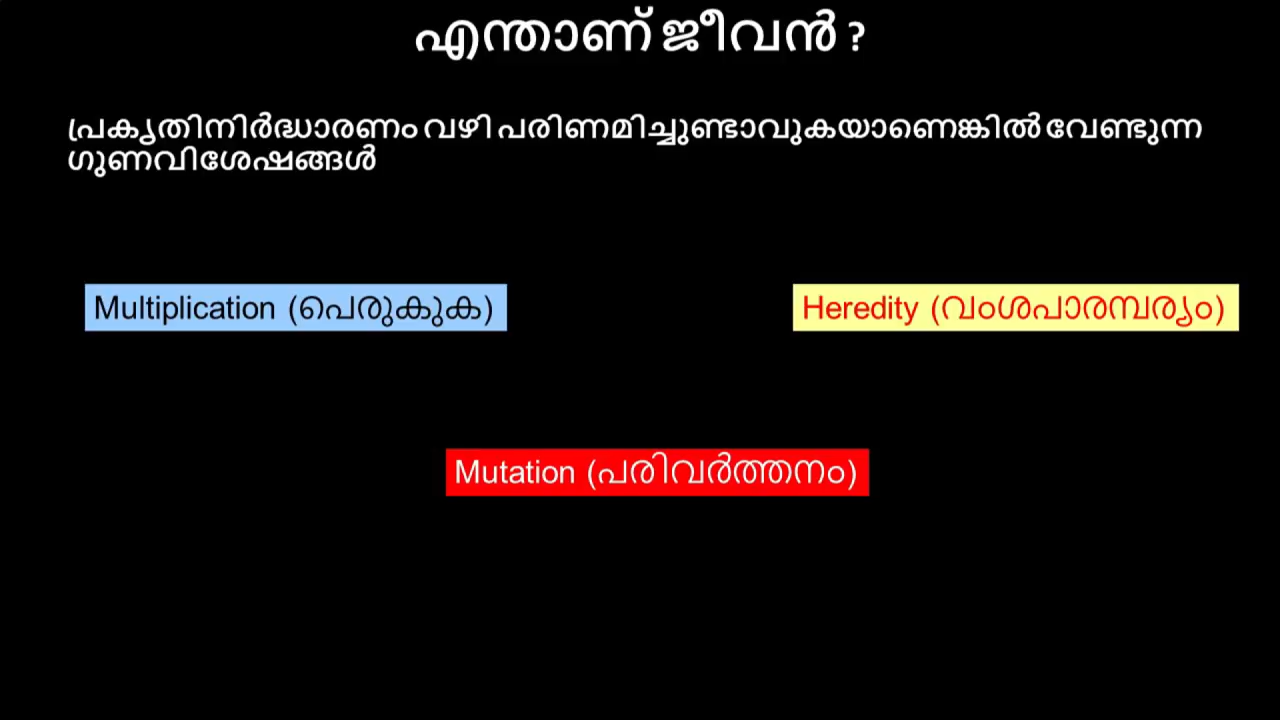 എന്താണ് ജീവൻ ?
പ്രകൃതിനിർദ്ധാരണം വഴി പരിണമിച്ചുണ്ടാവുകയാണെങ്കിൽ വേണ്ടുന്ന
ഗുണവിശേഷങ്ങൾ
Multiplication (പെരുകുക)
Heredity (വംശപാരമ്പര്യം)
Mutation (പരിവർത്തനം)